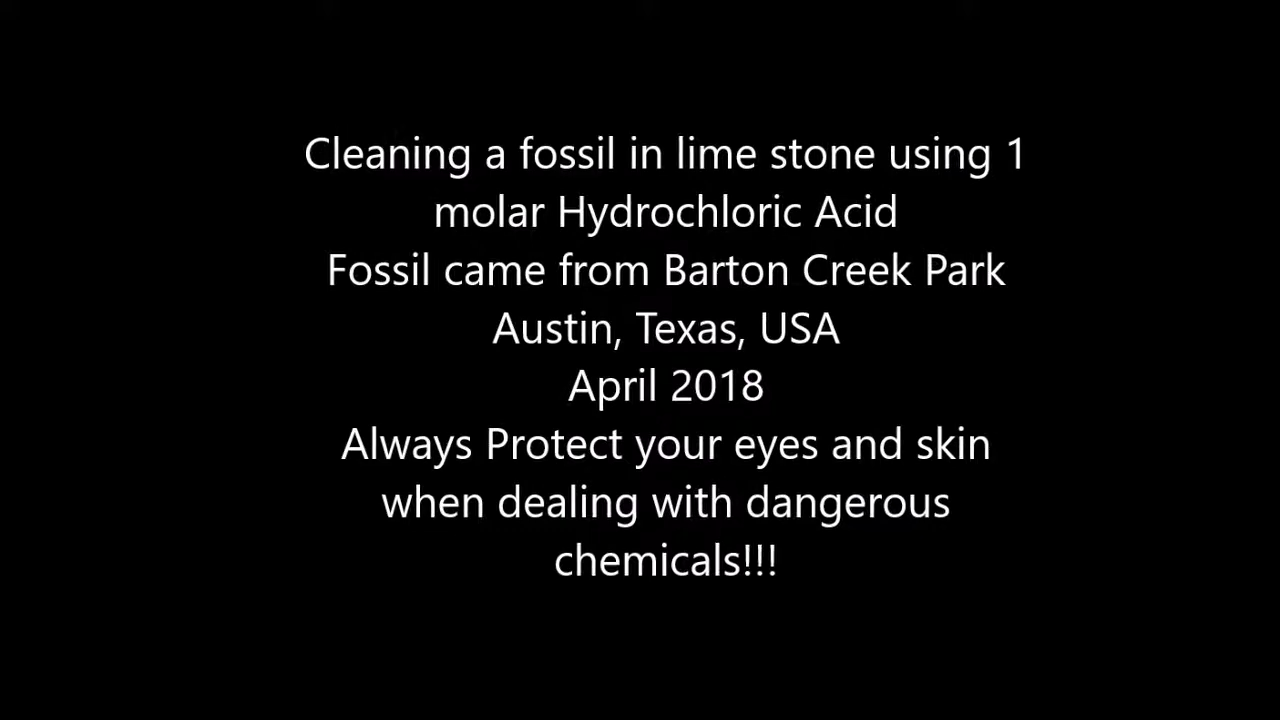 Cleaning a fossil in lime stone using 1
molar Hydrochloric Acid
Fossil came from Barton Creek Park
Austin, Texas, USA
April 2018
Always Protect your eyes and skin
when dealing with dangerous
chemicals!!!